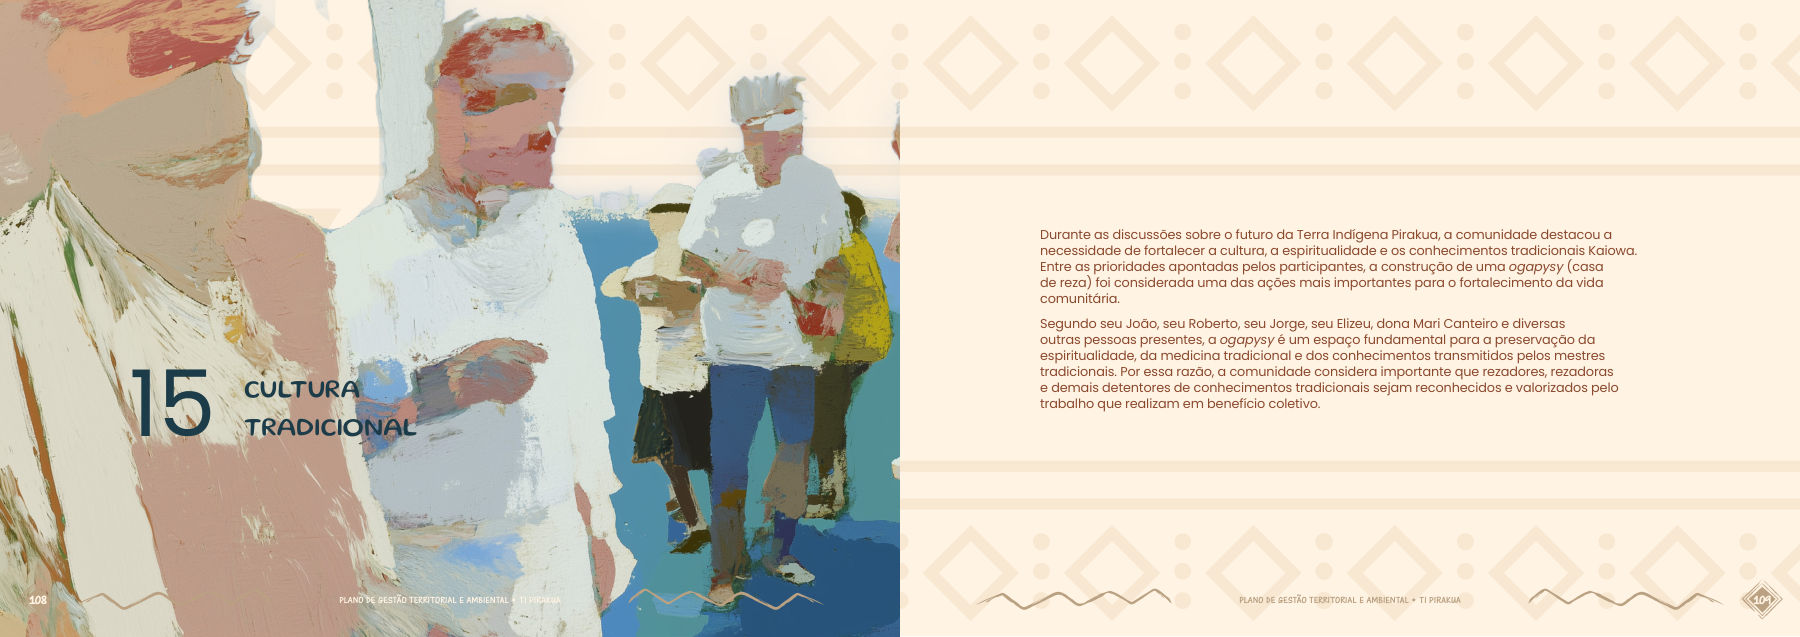 15
CULTURA
TRADICIONAL
108
PLANO DE GESTÃO TERRITORIAL E AMBIENTAL • TI PIRAKUA
Durante as discussões sobre o futuro da Terra Indígena Pirakua, a comunidade destacou a
necessidade de fortalecer a cultura, a espiritualidade e os conhecimentos tradicionais Kaiowa.
Entre as prioridades apontadas pelos participantes, a construção de uma ogapysy (casa
de reza) foi considerada uma das ações mais importantes para o fortalecimento da vida
comunitária.
Segundo seu João, seu Roberto, seu Jorge, seu Elizeu, dona Mari Canteiro e diversas
outras pessoas presentes, a ogapysy é um espaço fundamental para a preservação da
espiritualidade, da medicina tradicional e dos conhecimentos transmitidos pelos mestres
tradicionais. Por essa razão, a comunidade considera importante que rezadores, rezadoras
e demais detentores de conhecimentos tradicionais sejam reconhecidos e valorizados pelo
trabalho que realizam em benefício coletivo.
PLANO DE GESTÃO TERRITORIAL E AMBIENTAL • TI PIRAKUA
109